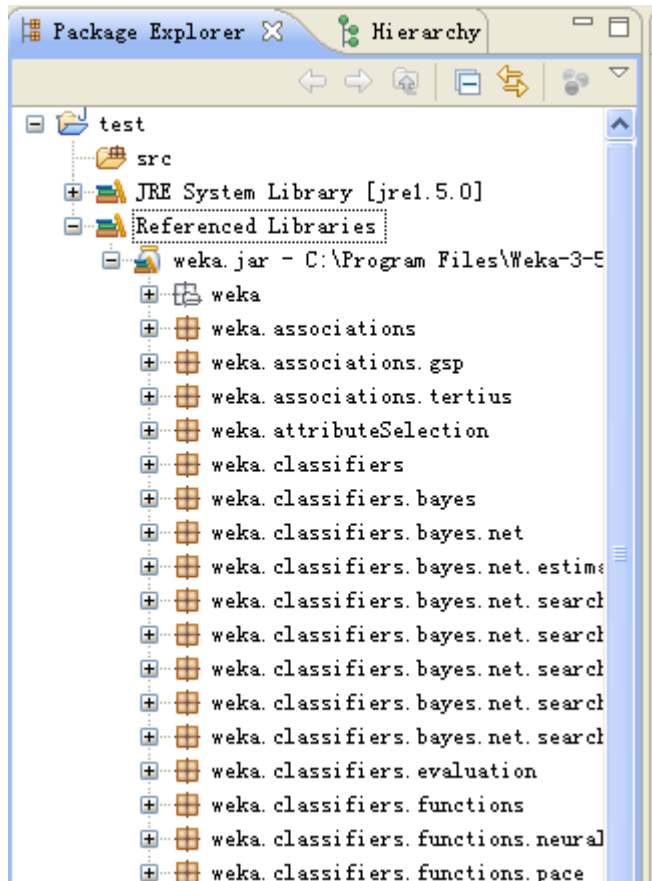 Package Explorer Hierarchy
test
src
JRE System Library [jre1.5.0]
Referenced Libraries
weka.jar - C:\Program Files\Weka-3-5
weka
weka.associations
weka.associations.gsp
weka.associations.tertius
weka.attributeSelection
weka.classifiers
weka.classifiers.bayes
weka.classifiers.bayes.net
weka.classifiers.bayes.net.estima
weka.classifiers.bayes.net.search
weka.classifiers.bayes.net.search
weka.classifiers.bayes.net.search
weka.classifiers.bayes.net.search
weka.classifiers.bayes.net.search
weka.classifiers.evaluation
weka.classifiers.functions
weka.classifiers.functions.neural
weka.classifiers.functions.pace